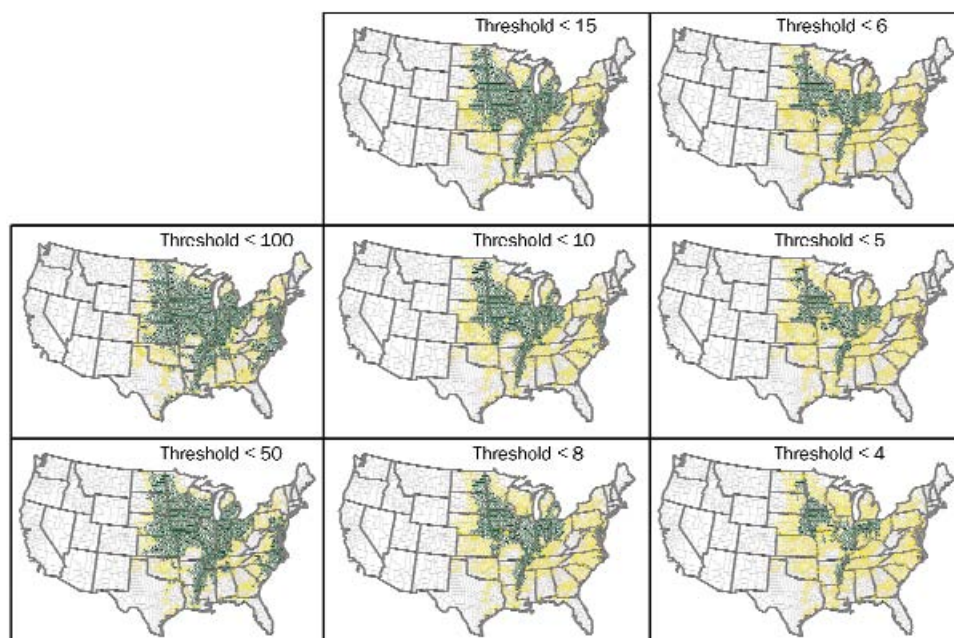 Threshold < 15
Threshold < 6
Threshold < 100
Threshold < 10
Threshold < 5
Threshold < 50
Threshold < 8
Threshold < 4